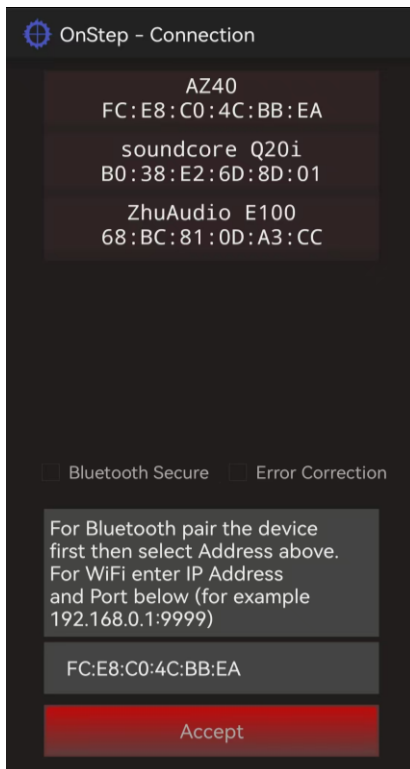 OnStep - Connection
AZ40
FC:E8:C0:4C:BB:EA
soundcore Q20i
B0:38:E2:6D:8D:01
ZhuAudio E100
68:BC:81:0D:A3:CC
Bluetooth Secure
Error Correction
For Bluetooth pair the device
first then select Address above.
For WiFi enter IP Address
and Port below (for example
192.168.0.1:9999)
FC:E8:C0:4C:BB:EA
Accept